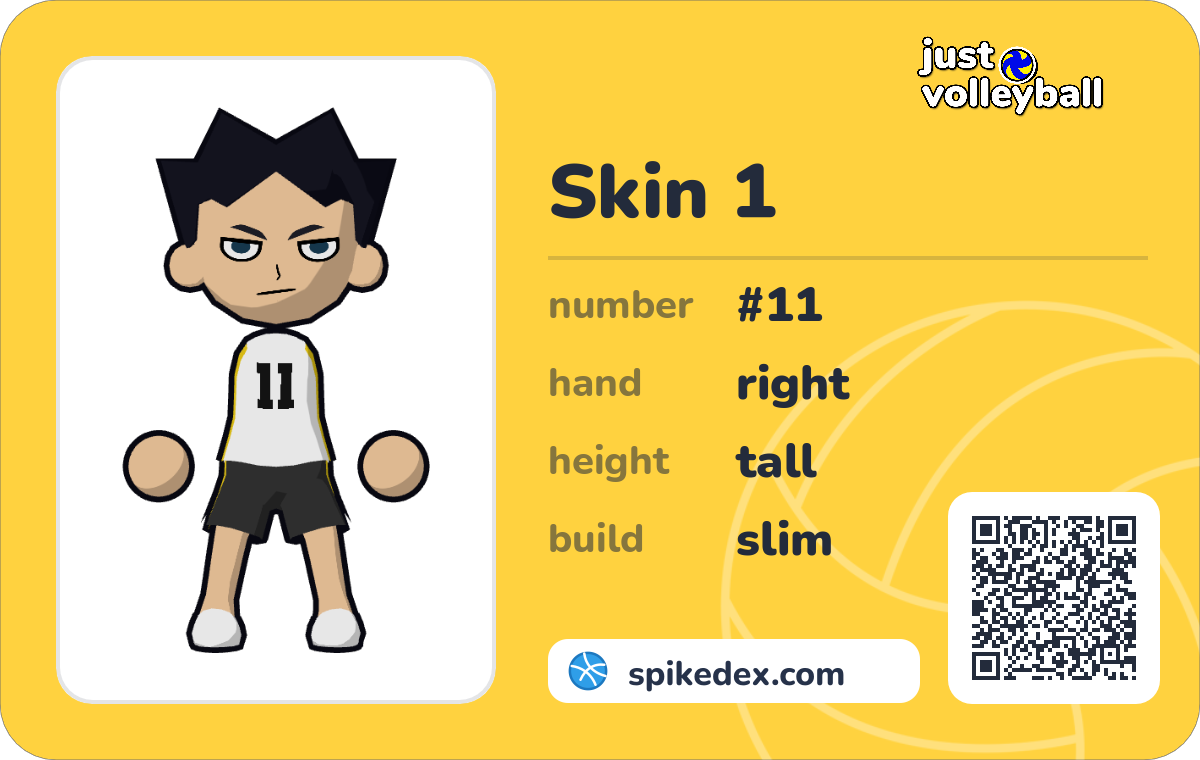 just
volleyball
Skin 1
number #11
hand right
height tall
build slim
11
spikedex.com